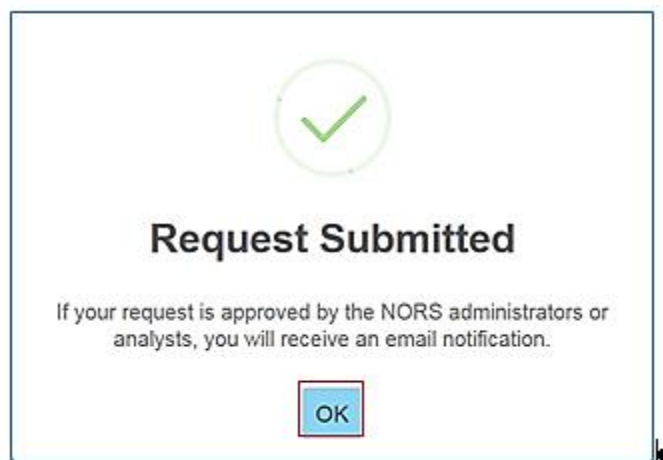 Request Submitted
If your request is approved by the NORS administrators or
analysts, you will receive an email notification.
OK